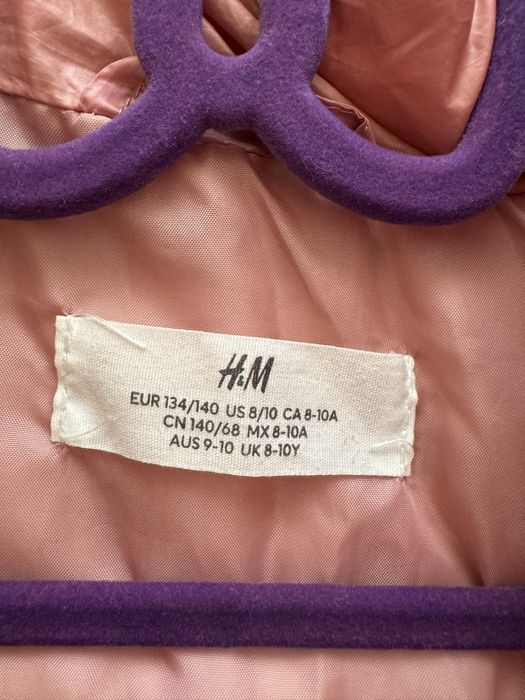 H&M
EUR 134/140 US 8/10 CA 8-10A
CN 140/68 MX 8-10A
AUS 9-10 UK 8-10Y